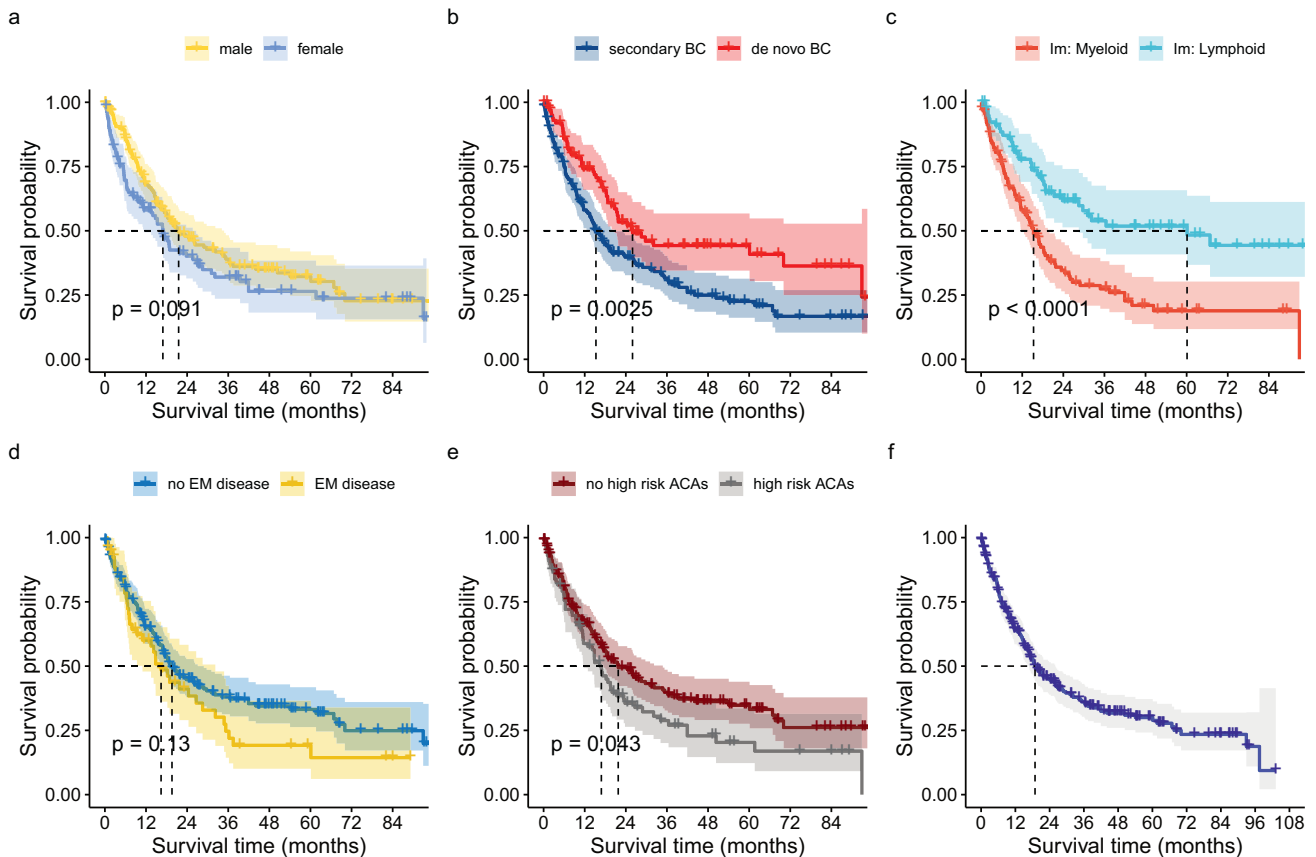 a
male female
1.00
0.75
0.50
0.25
0.00
Survival probability
p = 0.091
0 12 24 36 48 60 72 84
Survival time (months)
b
secondary BC de novo BC
1.00
0.75
0.50
0.25
0.00
Survival probability
p = 0.0025
0 12 24 36 48 60 72 84
Survival time (months)
c
Im: Myeloid Im: Lymphoid
1.00
0.75
0.50
0.25
0.00
Survival probability
p < 0.0001
0 12 24 36 48 60 72 84
Survival time (months)
d
no EM disease EM disease
1.00
0.75
0.50
0.25
0.00
Survival probability
p = 0.13
0 12 24 36 48 60 72 84
Survival time (months)
e
no high risk ACAs high risk ACAs
1.00
0.75
0.50
0.25
0.00
Survival probability
p = 0.043
0 12 24 36 48 60 72 84
Survival time (months)
f
1.00
0.75
0.50
0.25
0.00
Survival probability
0 12 24 36 48 60 72 84 96 108
Survival time (months)